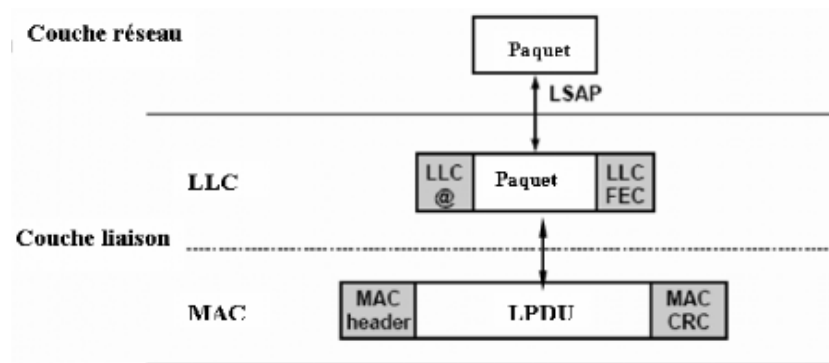 Couche réseau
Paquet
LSAP
LLC
LLC
@
Paquet
LLC
FEC
Couche liaison
MAC
MAC
header
LPDU
MAC
CRC